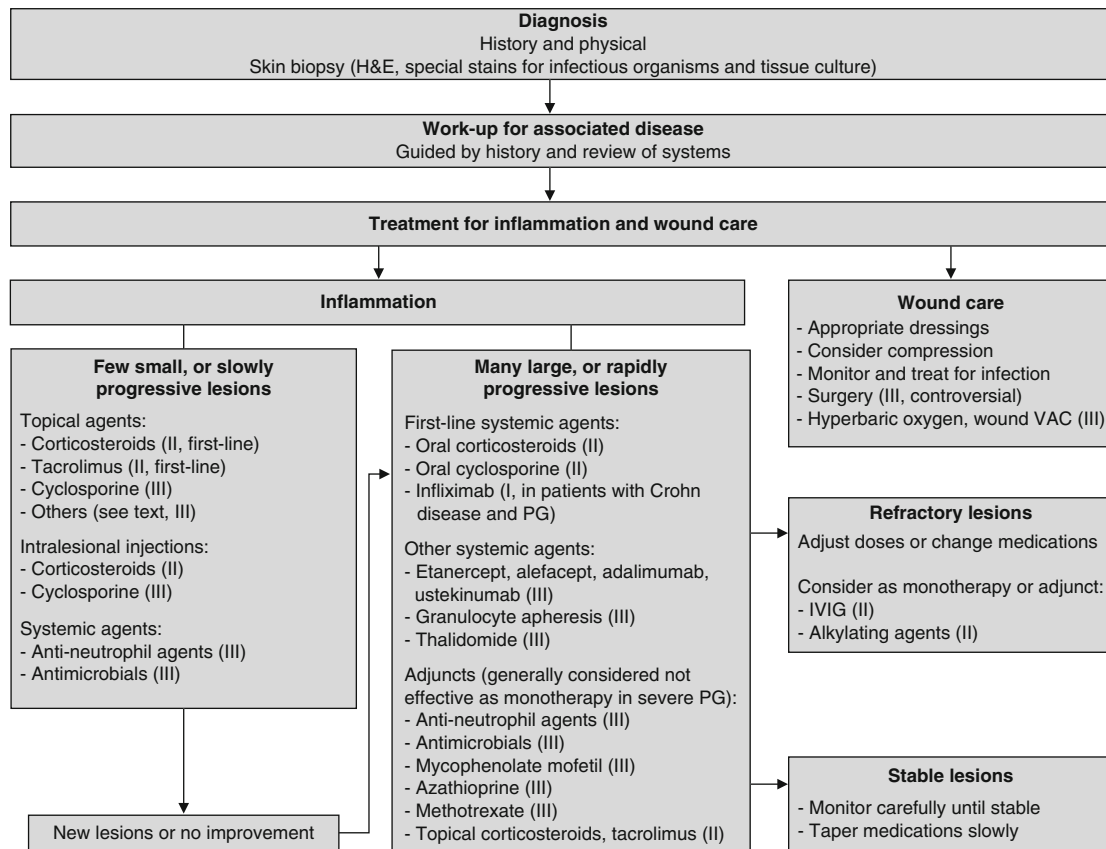 Diagnosis
History and physical
Skin biopsy (H&E, special stains for infectious organisms and tissue culture)
Work-up for associated disease
Guided by history and review of systems
Treatment for inflammation and wound care
Inflammation
Few small, or slowly
progressive lesions
Topical agents:
- Corticosteroids (II, first-line)
- Tacrolimus (II, first-line)
- Cyclosporine (III)
- Others (see text, III)
Intralesional injections:
- Corticosteroids (II)
- Cyclosporine (III)
Systemic agents:
- Anti-neutrophil agents (III)
- Antimicrobials (III)
New lesions or no improvement
Many large, or rapidly
progressive lesions
First-line systemic agents:
- Oral corticosteroids (II)
- Oral cyclosporine (II)
- Infliximab (I, in patients with Crohn
disease and PG)
Other systemic agents:
- Etanercept, alefacept, adalimumab,
ustekinumab (III)
- Granulocyte apheresis (III)
- Thalidomide (III)
Adjuncts (generally considered not
effective as monotherapy in severe PG):
- Anti-neutrophil agents (III)
- Antimicrobials (III)
- Mycophenolate mofetil (III)
- Azathioprine (III)
- Methotrexate (III)
- Topical corticosteroids, tacrolimus (II)
Wound care
- Appropriate dressings
- Consider compression
- Monitor and treat for infection
- Surgery (III, controversial)
- Hyperbaric oxygen, wound VAC (III)
Refractory lesions
Adjust doses or change medications
Consider as monotherapy or adjunct:
- IVIG (II)
- Alkylating agents (II)
Stable lesions
- Monitor carefully until stable
- Taper medications slowly